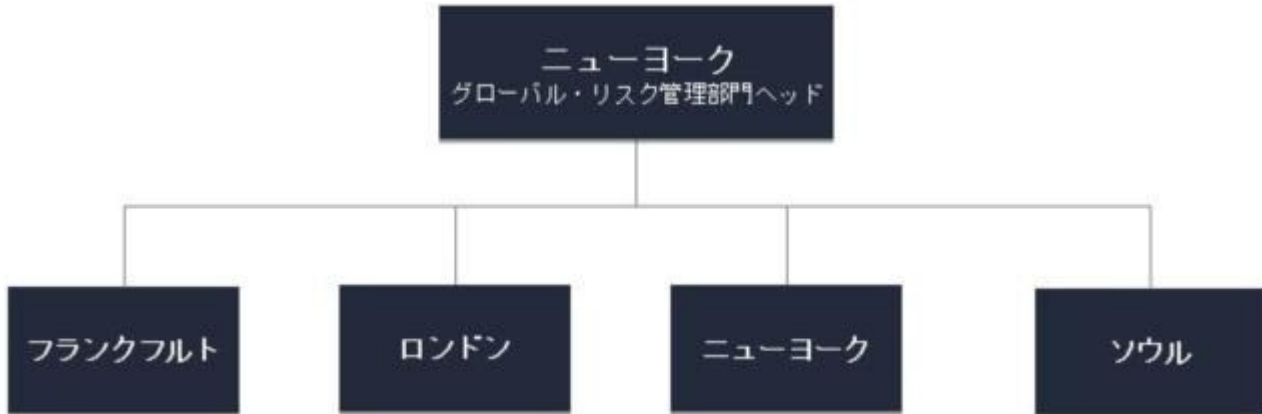 ニューヨーク
グローバル・リスク管理部門ヘッド
フランクフルト
ロンドン
ニューヨーク
ソウル